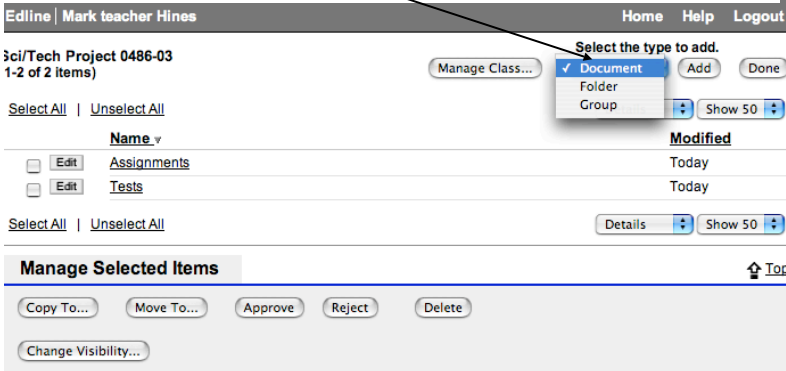 Edline | Mark teacher Hines Home Help Logout
Sci/Tech Project 0486-03 Select the type to add.
1-2 of 2 items) Manage Class... ✓ Document Add Done
Folder
Select All | Unselect All Group Show 50
Name Modified
Edit Assignments Today
Edit Tests Today
Select All | Unselect All Details Show 50
Manage Selected Items Top
Copy To... Move To... Approve Reject Delete
Change Visibility...